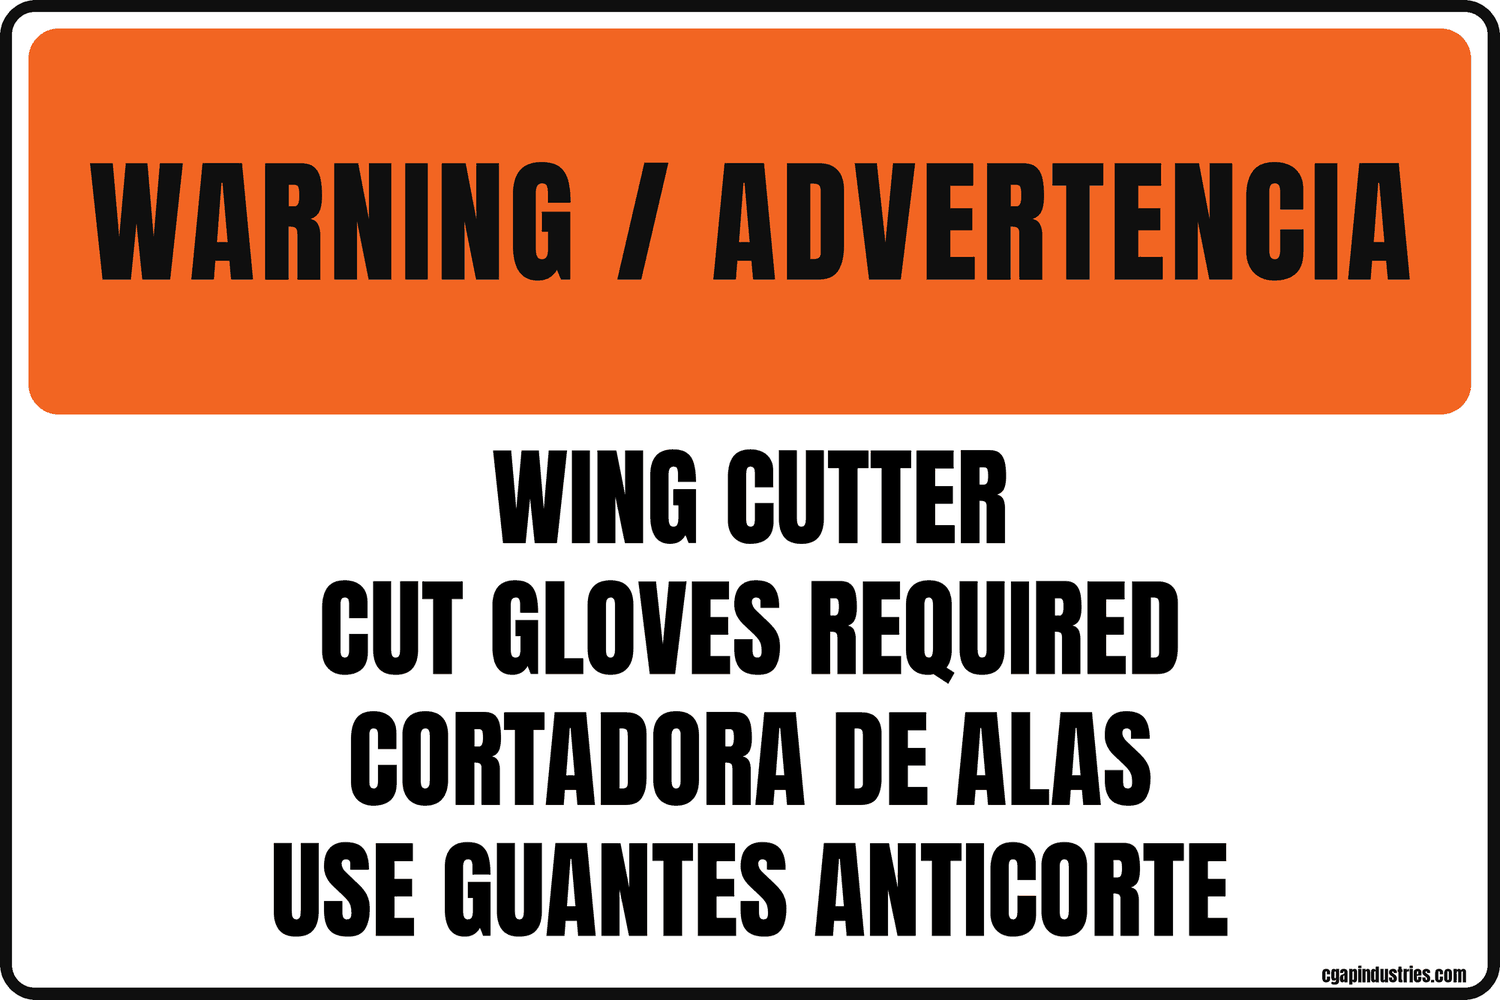 WARNING / ADVERTENCIA
WING CUTTER
CUT GLOVES REQUIRED
CORTADORA DE ALAS
USE GUANTES ANTICORTE
cgapindustries.com